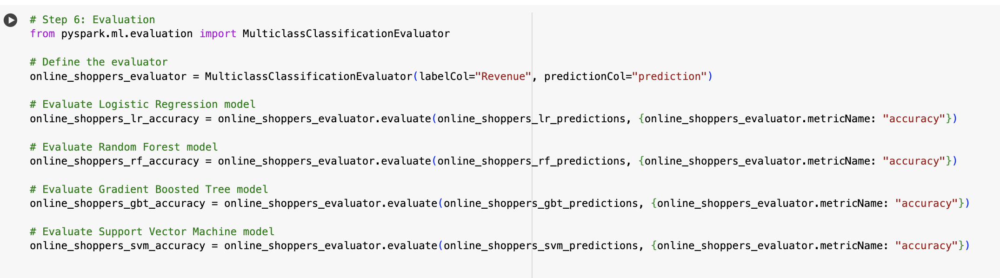 # Step 6: Evaluation
from pyspark.ml.evaluation import MulticlassClassificationEvaluator
# Define the evaluator
online_shoppers_evaluator = MulticlassClassificationEvaluator(labelCol="Revenue", predictionCol="prediction")
# Evaluate Logistic Regression model
online_shoppers_lr_accuracy = online_shoppers_evaluator.evaluate(online_shoppers_lr_predictions, {online_shoppers_evaluator.metricName: "accuracy"})
# Evaluate Random Forest model
online_shoppers_rf_accuracy = online_shoppers_evaluator.evaluate(online_shoppers_rf_predictions, {online_shoppers_evaluator.metricName: "accuracy"})
# Evaluate Gradient Boosted Tree model
online_shoppers_gbt_accuracy = online_shoppers_evaluator.evaluate(online_shoppers_gbt_predictions, {online_shoppers_evaluator.metricName: "accuracy"})
# Evaluate Support Vector Machine model
online_shoppers_svm_accuracy = online_shoppers_evaluator.evaluate(online_shoppers_svm_predictions, {online_shoppers_evaluator.metricName: "accuracy"})